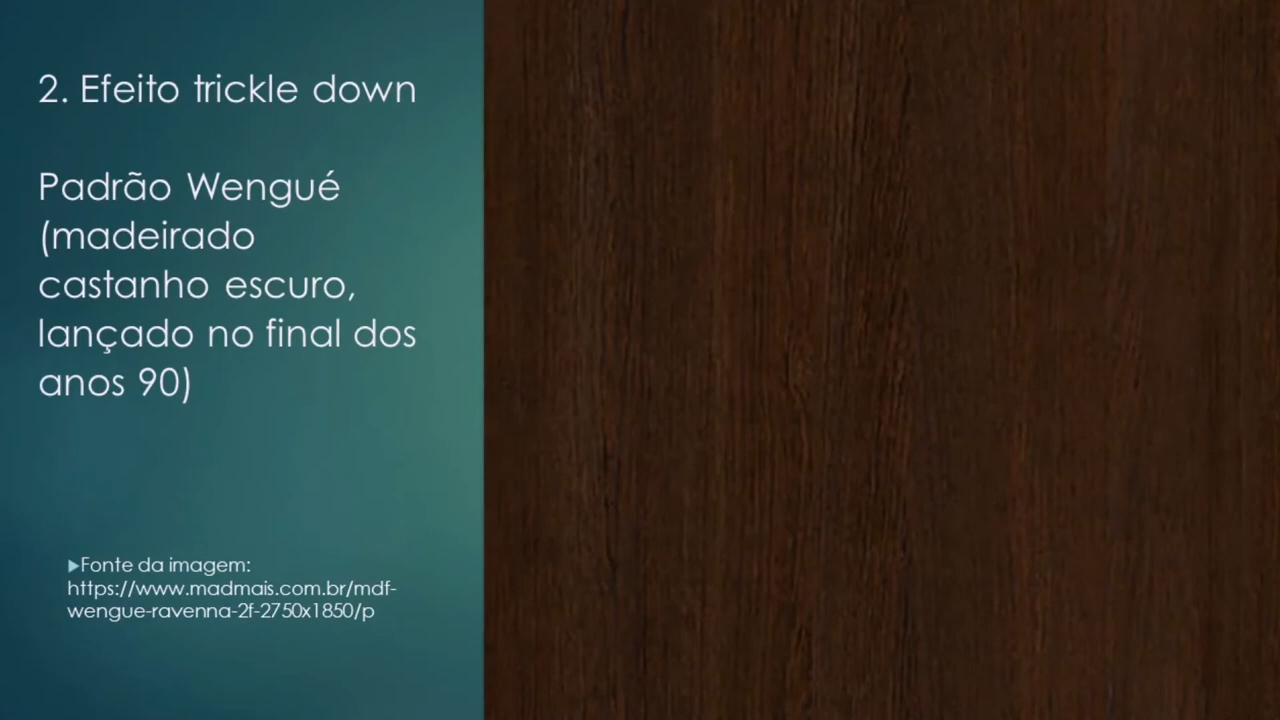 2. Efeito trickle down
Padrão Wengué
(madeirado
castanho escuro,
lançado no final dos
anos 90)
▶Fonte da imagem:
https://www.madmais.com.br/mdf-
wengue-ravenna-2f-2750x1850/p